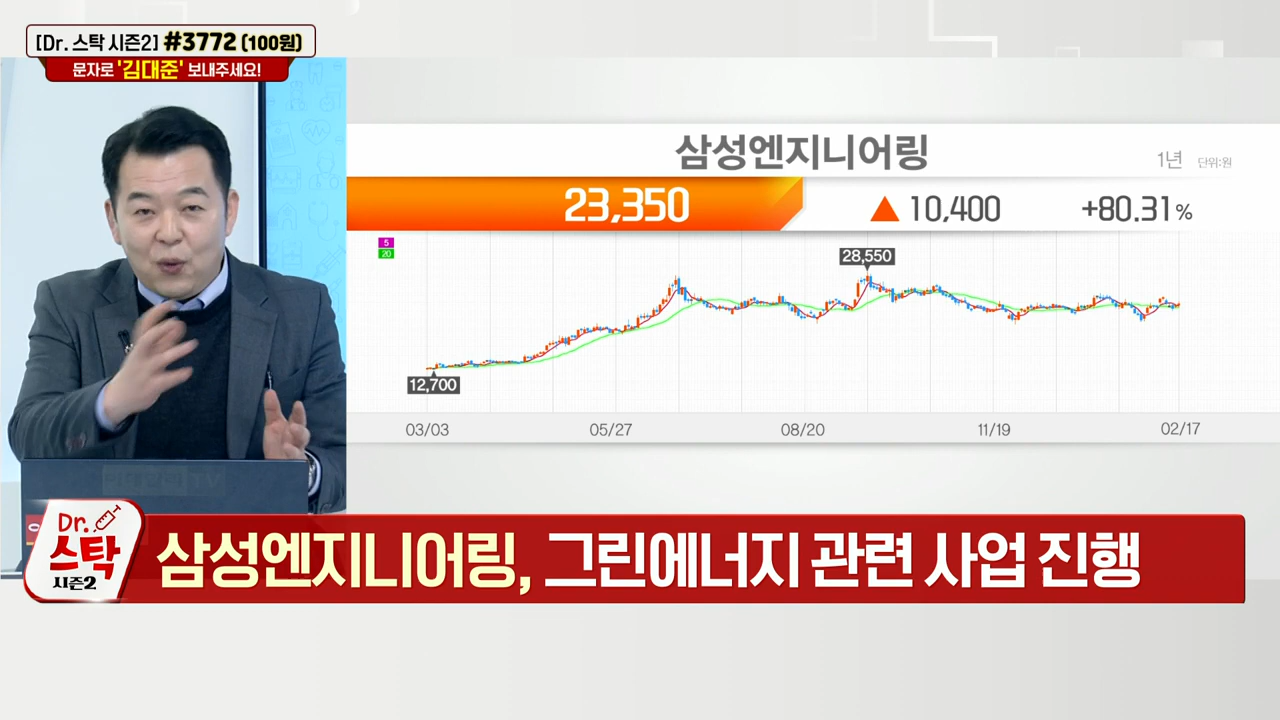 [Dr. 스탁 시즌2] #3772 (100원)
문자로 '김대준' 보내주세요!
삼성엔지니어링
1년 단위:원
23,350 ▲ 10,400 +80.31%
5
20
28,550
12,700
03/03 05/27 08/20 11/19 02/17
Dr.
스탁
시즌2
삼성엔지니어링, 그린에너지 관련 사업 진행